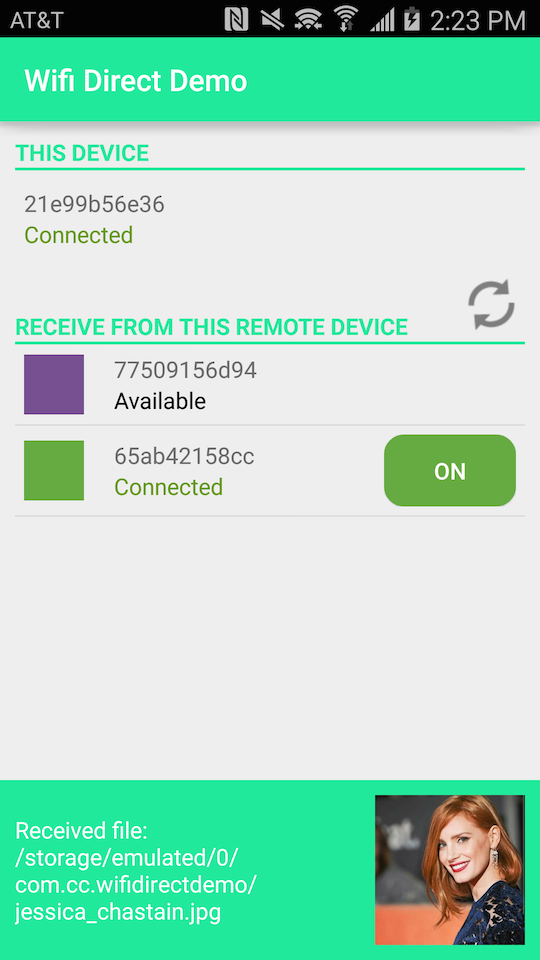 AT&T 2:23 PM
Wifi Direct Demo
THIS DEVICE
21e99b56e36
Connected
RECEIVE FROM THIS REMOTE DEVICE
77509156d94
Available
65ab42158cc
Connected
ON
Received file:
/storage/emulated/0/
com.cc.wifidirectdemo/
jessica_chastain.jpg